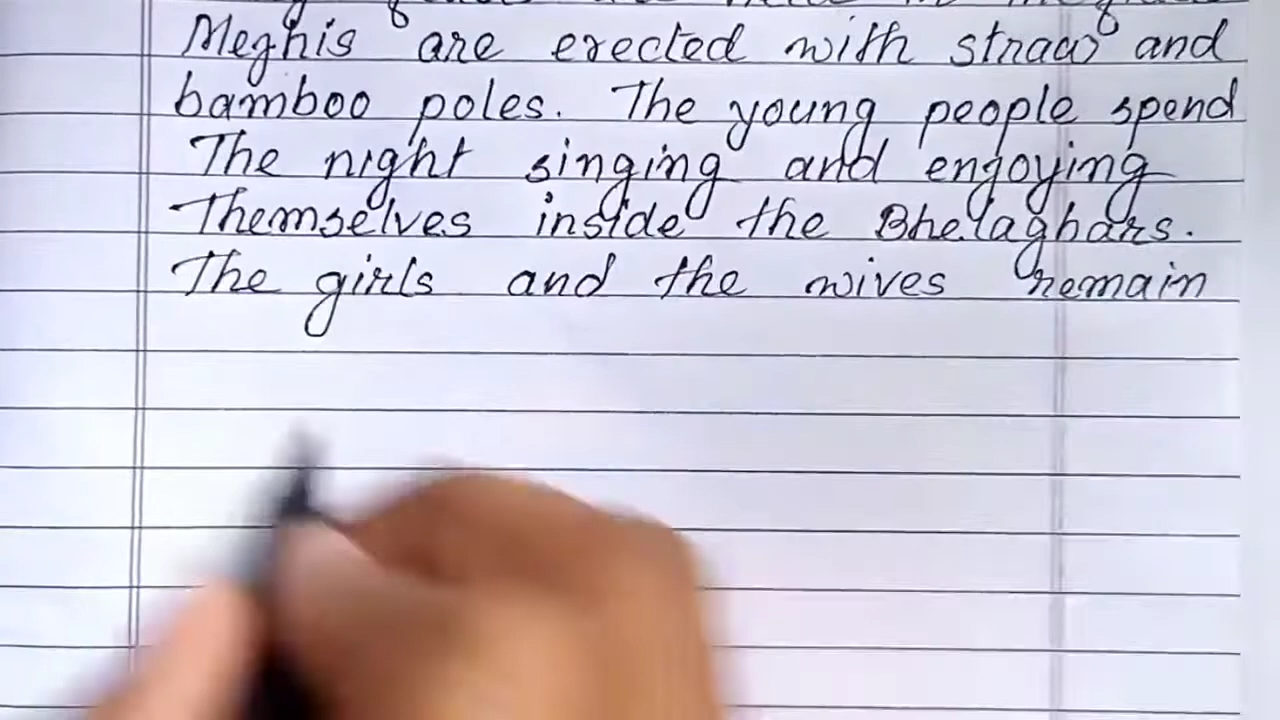 Meghis are erected with straw and
bamboo poles. The young people spend
The night singing and engoying
Themselves inside the Bhelaghars.
The girls and the wives remain